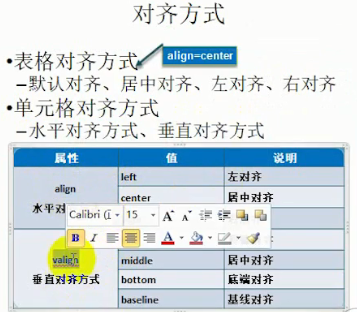 对齐方式
•表格对齐方式
align=center
–默认对齐、居中对齐、左对齐、右对齐
•单元格对齐方式
–水平对齐方式、垂直对齐方式
属性 值 说明
align left 左对齐
水平对 center 居中对齐
Calibri ( 15 A A
B I A
valign middle 居中对齐
垂直对齐方式 bottom 底端对齐
baseline 基线对齐